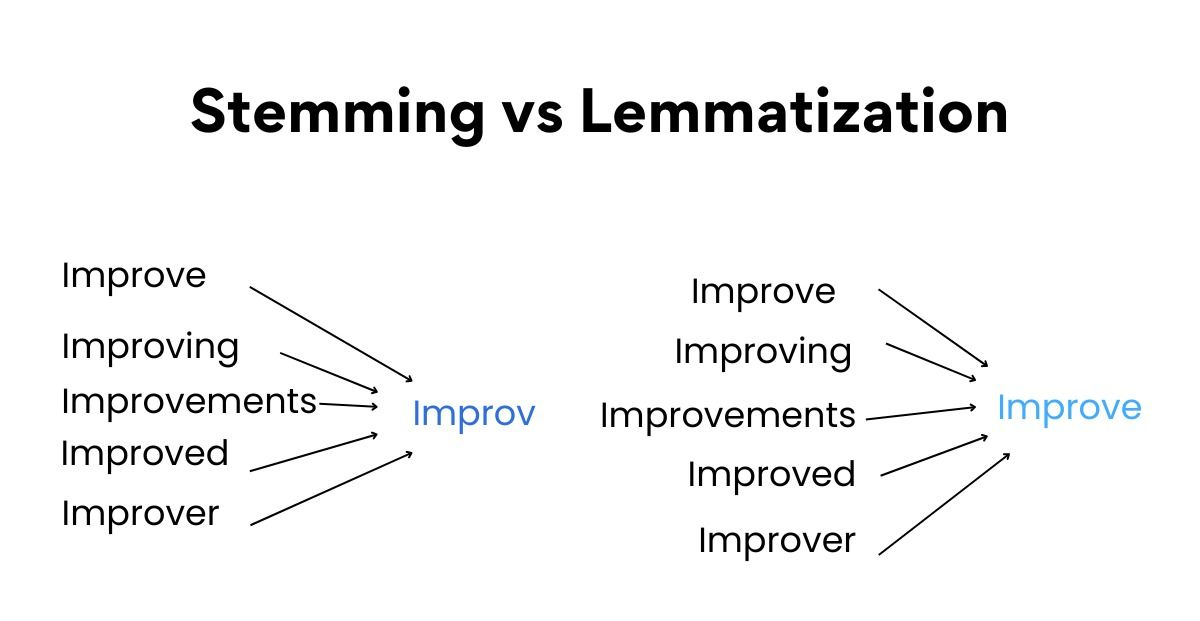 Stemming vs Lemmatization
Improve
Improving
Improvements
Improved
Improver
Improv
Improve
Improving
Improvements
Improved
Improver
Improve